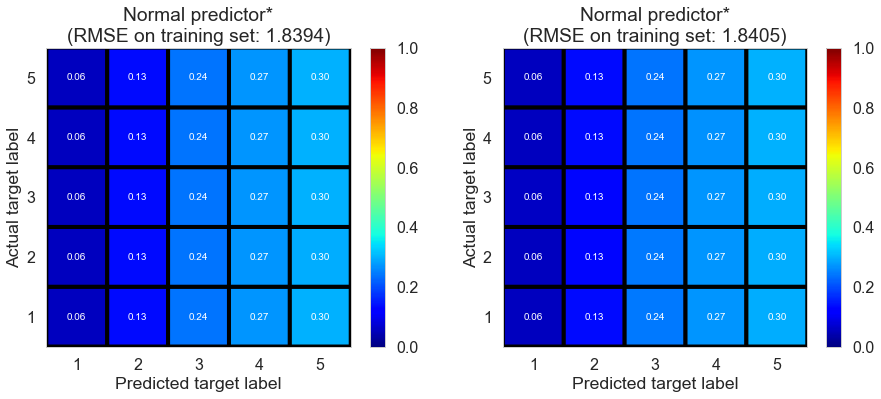 Normal predictor*
(RMSE on training set: 1.8394)
Actual target label
5 0.06 0.13 0.24 0.27 0.30
4 0.06 0.13 0.24 0.27 0.30
3 0.06 0.13 0.24 0.27 0.30
2 0.06 0.13 0.24 0.27 0.30
1 0.06 0.13 0.24 0.27 0.30
1 2 3 4 5
Predicted target label
1.0
0.8
0.6
0.4
0.2
0.0
Normal predictor*
(RMSE on training set: 1.8405)
Actual target label
5 0.06 0.13 0.24 0.27 0.30
4 0.06 0.13 0.24 0.27 0.30
3 0.06 0.13 0.24 0.27 0.30
2 0.06 0.13 0.24 0.27 0.30
1 0.06 0.13 0.24 0.27 0.30
1 2 3 4 5
Predicted target label
1.0
0.8
0.6
0.4
0.2
0.0